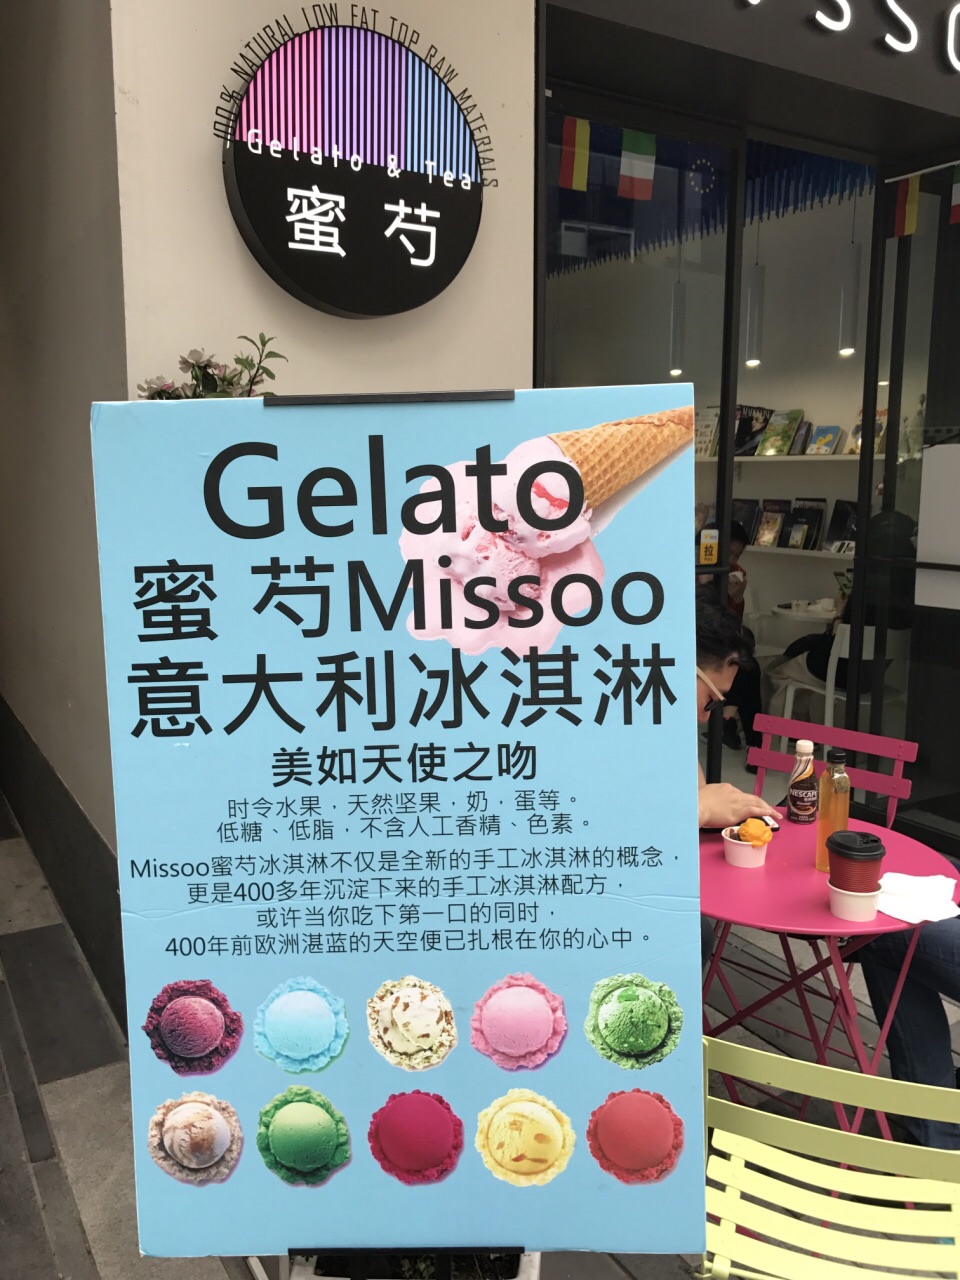 100% NATURAL LOW FAT TOP RAW MATERIALS
Gelato & Tea
蜜 芍
Gelato
蜜 芍Missoo
意大利冰淇淋
美如天使之吻
时令水果，天然坚果，奶，蛋等。
低糖、低脂，不含人工香精、色素。
Missoo蜜芍冰淇淋不仅是全新的手工冰淇淋的概念，
更是400多年沉淀下来的手工冰淇淋配方，
或许当你吃下第一口的同时，
400年前欧洲湛蓝的天空便已扎根在你的心中。
拉
NESCAFÉ